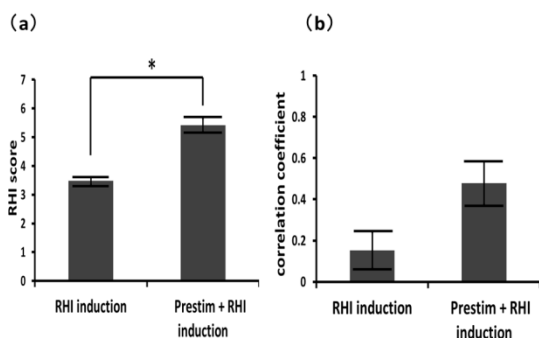 (a)
*
7
6
5
4
3
2
1
0
RHI score
RHI induction
Prestim + RHI
induction
(b)
1
0.8
0.6
0.4
0.2
0
correlation coefficient
RHI induction
Prestim + RHI
induction